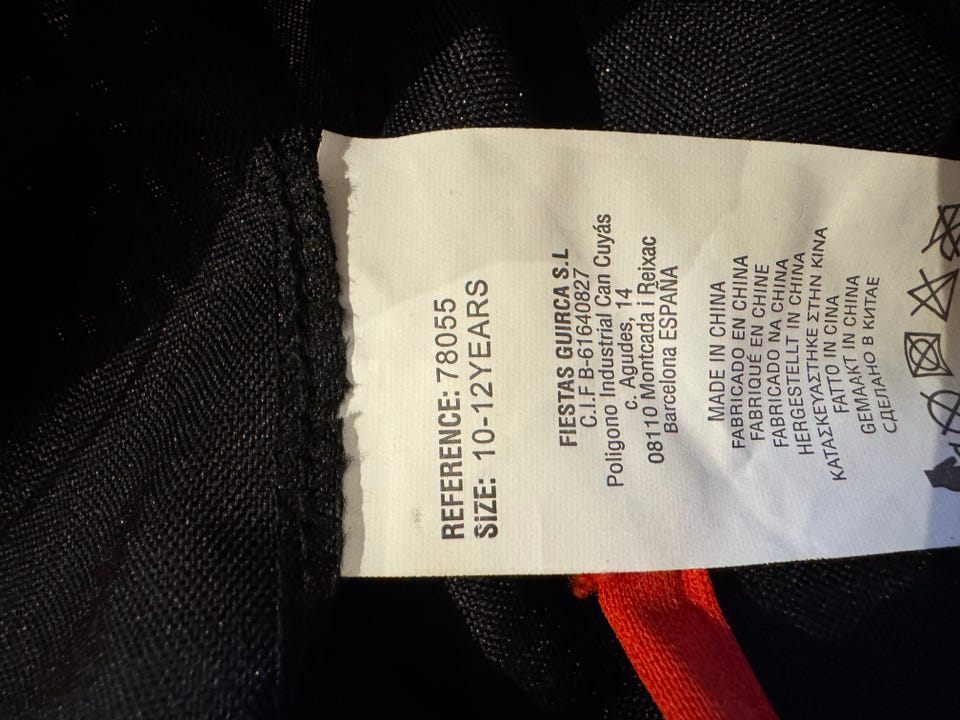 REFERENCE: 78055
SIZE: 10-12YEARS
FIESTAS GUIRCA S.L
C.I.F B-61640827
Poligono Industrial Can Cuyás
c. Agudes, 14
08110 Montcada i Reixac
Barcelona ESPAÑA
MADE IN CHINA
FABRICADO EN CHINA
FABRIQUÉ EN CHINE
FABRICADO NA CHINA
HERGESTELLT IN CHINA
ΚΑΤΑΣΚΕΥΑΣΤΗΚΕ ΣΤΗΝ ΚΙΝΑ
FATTO IN CINA
GEMAAKT IN CHINA
СДЕЛАНО В КИТАЕ